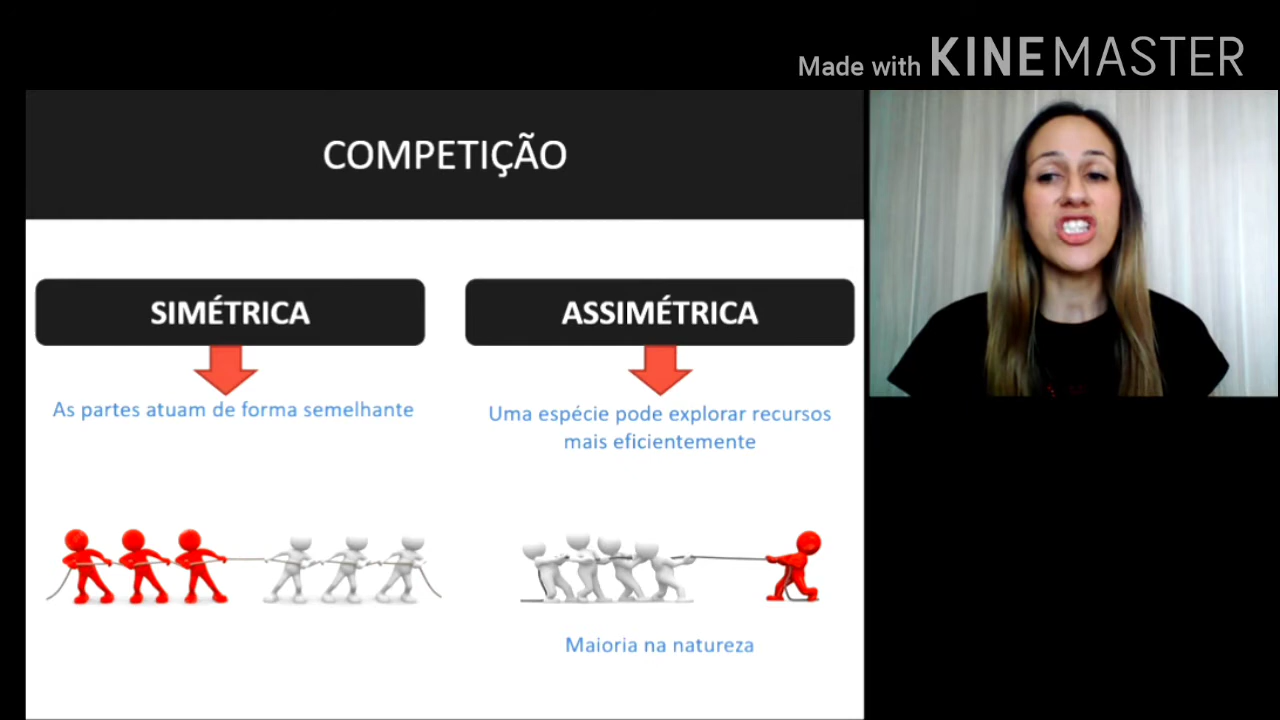 Made with KINEMASTER
COMPETIÇÃO
SIMÉTRICA
ASSIMÉTRICA
As partes atuam de forma semelhante
Uma espécie pode explorar recursos
mais eficientemente
Maioria na natureza